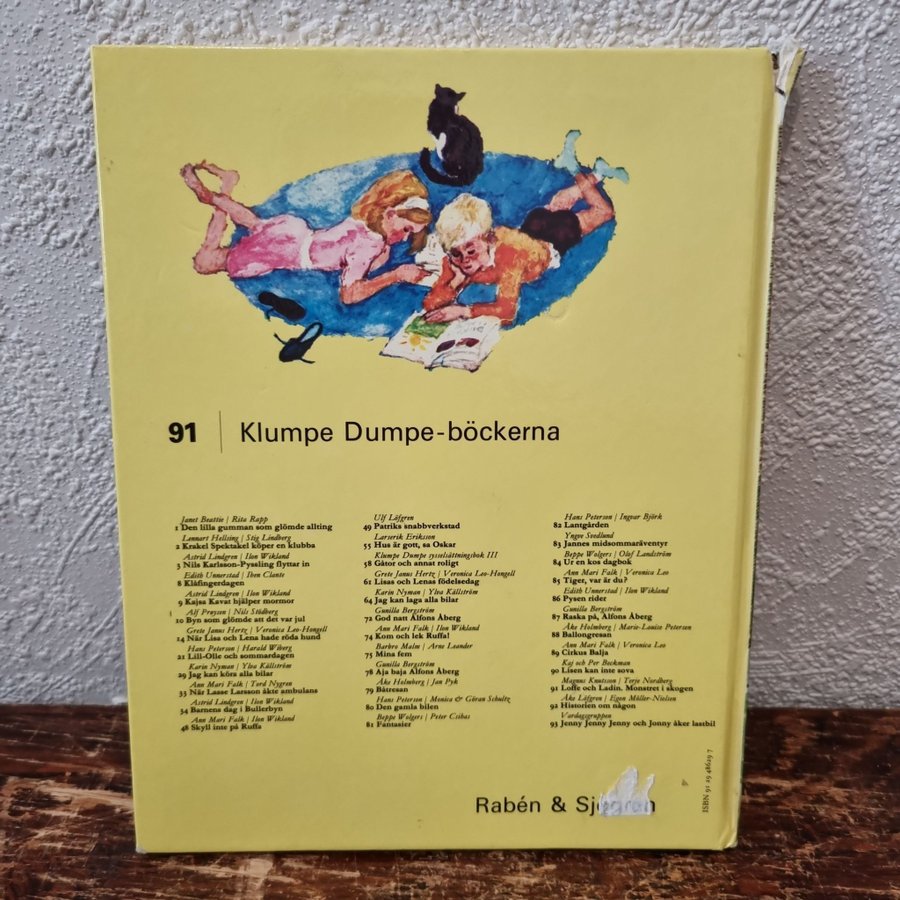 91 | Klumpe Dumpe-böckerna
Janet Beattie / Rita Rapp
1 Den lilla gumman som glömde allting
Lennart Hellsing / Stig Lindberg
2 Krakel Spektakel köper en klubba
Astrid Lindgren / Ilon Wikland
3 Nils Karlsson-Pyssling flyttar in
Edith Unnerstad / Iben Clante
8 Klåfingerdagen
Astrid Lindgren / Ilon Wikland
9 Kajsa Kavat hjälper mormor
Alf Prøysen / Nils Stödberg
10 Byn som glömde att det var jul
Grete Janus Hertz / Veronica Leo-Hongell
14 När Lisa och Lena hade röda hund
Hans Peterson / Harald Wiberg
21 Lill-Olle och sommardagen
Karin Nyman / Ylva Källström
29 Jag kan köra alla bilar
Ann Mari Falk / Tord Nygren
33 När Lasse Larsson åkte ambulans
Astrid Lindgren / Ilon Wikland
34 Barnens dag i Bullerbyn
Ann Mari Falk / Ilon Wikland
48 Skyll inte på Ruffa
Ulf Löfgren
49 Patriks snabbverkstad
Larserik Eriksson
55 Hus är gott, sa Oskar
Klumpe Dumpe sysselsättningsbok III
58 Gåtor och annat roligt
Grete Janus Hertz / Veronica Leo-Hongell
61 Lisas och Lenas födelsedag
Karin Nyman / Ylva Källström
64 Jag kan laga alla bilar
Gunilla Bergström
72 God natt Alfons Åberg
Ann Mari Falk / Ilon Wikland
74 Kom och lek Ruffa!
Barbro Malm / Arne Leander
75 Mina fem
Gunilla Bergström
78 Aja baja Alfons Åberg
Åke Holmberg / Jan Pyk
79 Båtresan
Hans Peterson / Monica & Göran Schultz
80 Den gamla bilen
Beppe Wolgers / Peter Csihas
81 Fantasier
Hans Peterson / Ingvar Björk
82 Lantgården
Yngve Svedlund
83 Jannes midsommaräventyr
Beppe Wolgers / Olof Landström
84 Ur en kos dagbok
Ann Mari Falk / Veronica Leo
85 Tiger, var är du?
Edith Unnerstad / Ilon Wikland
86 Pysen rider
Gunilla Bergström
87 Raska på, Alfons Åberg
Åke Holmberg / Marie-Louise Petersen
88 Ballongresan
Ann Mari Falk / Veronica Leo
89 Cirkus Balja
Kaj och Per Beckman
90 Lisen kan inte sova
Magnus Knutsson / Terje Nordberg
91 Loffe och Ladin. Monstret i skogen
Åke Löfgren / Egon Möller-Nielsen
92 Historien om någon
Vardagsgruppen
93 Jenny Jenny Jenny och Jonny åker lastbil
Rabén & Sjögren
ISBN 91 29 48629 7